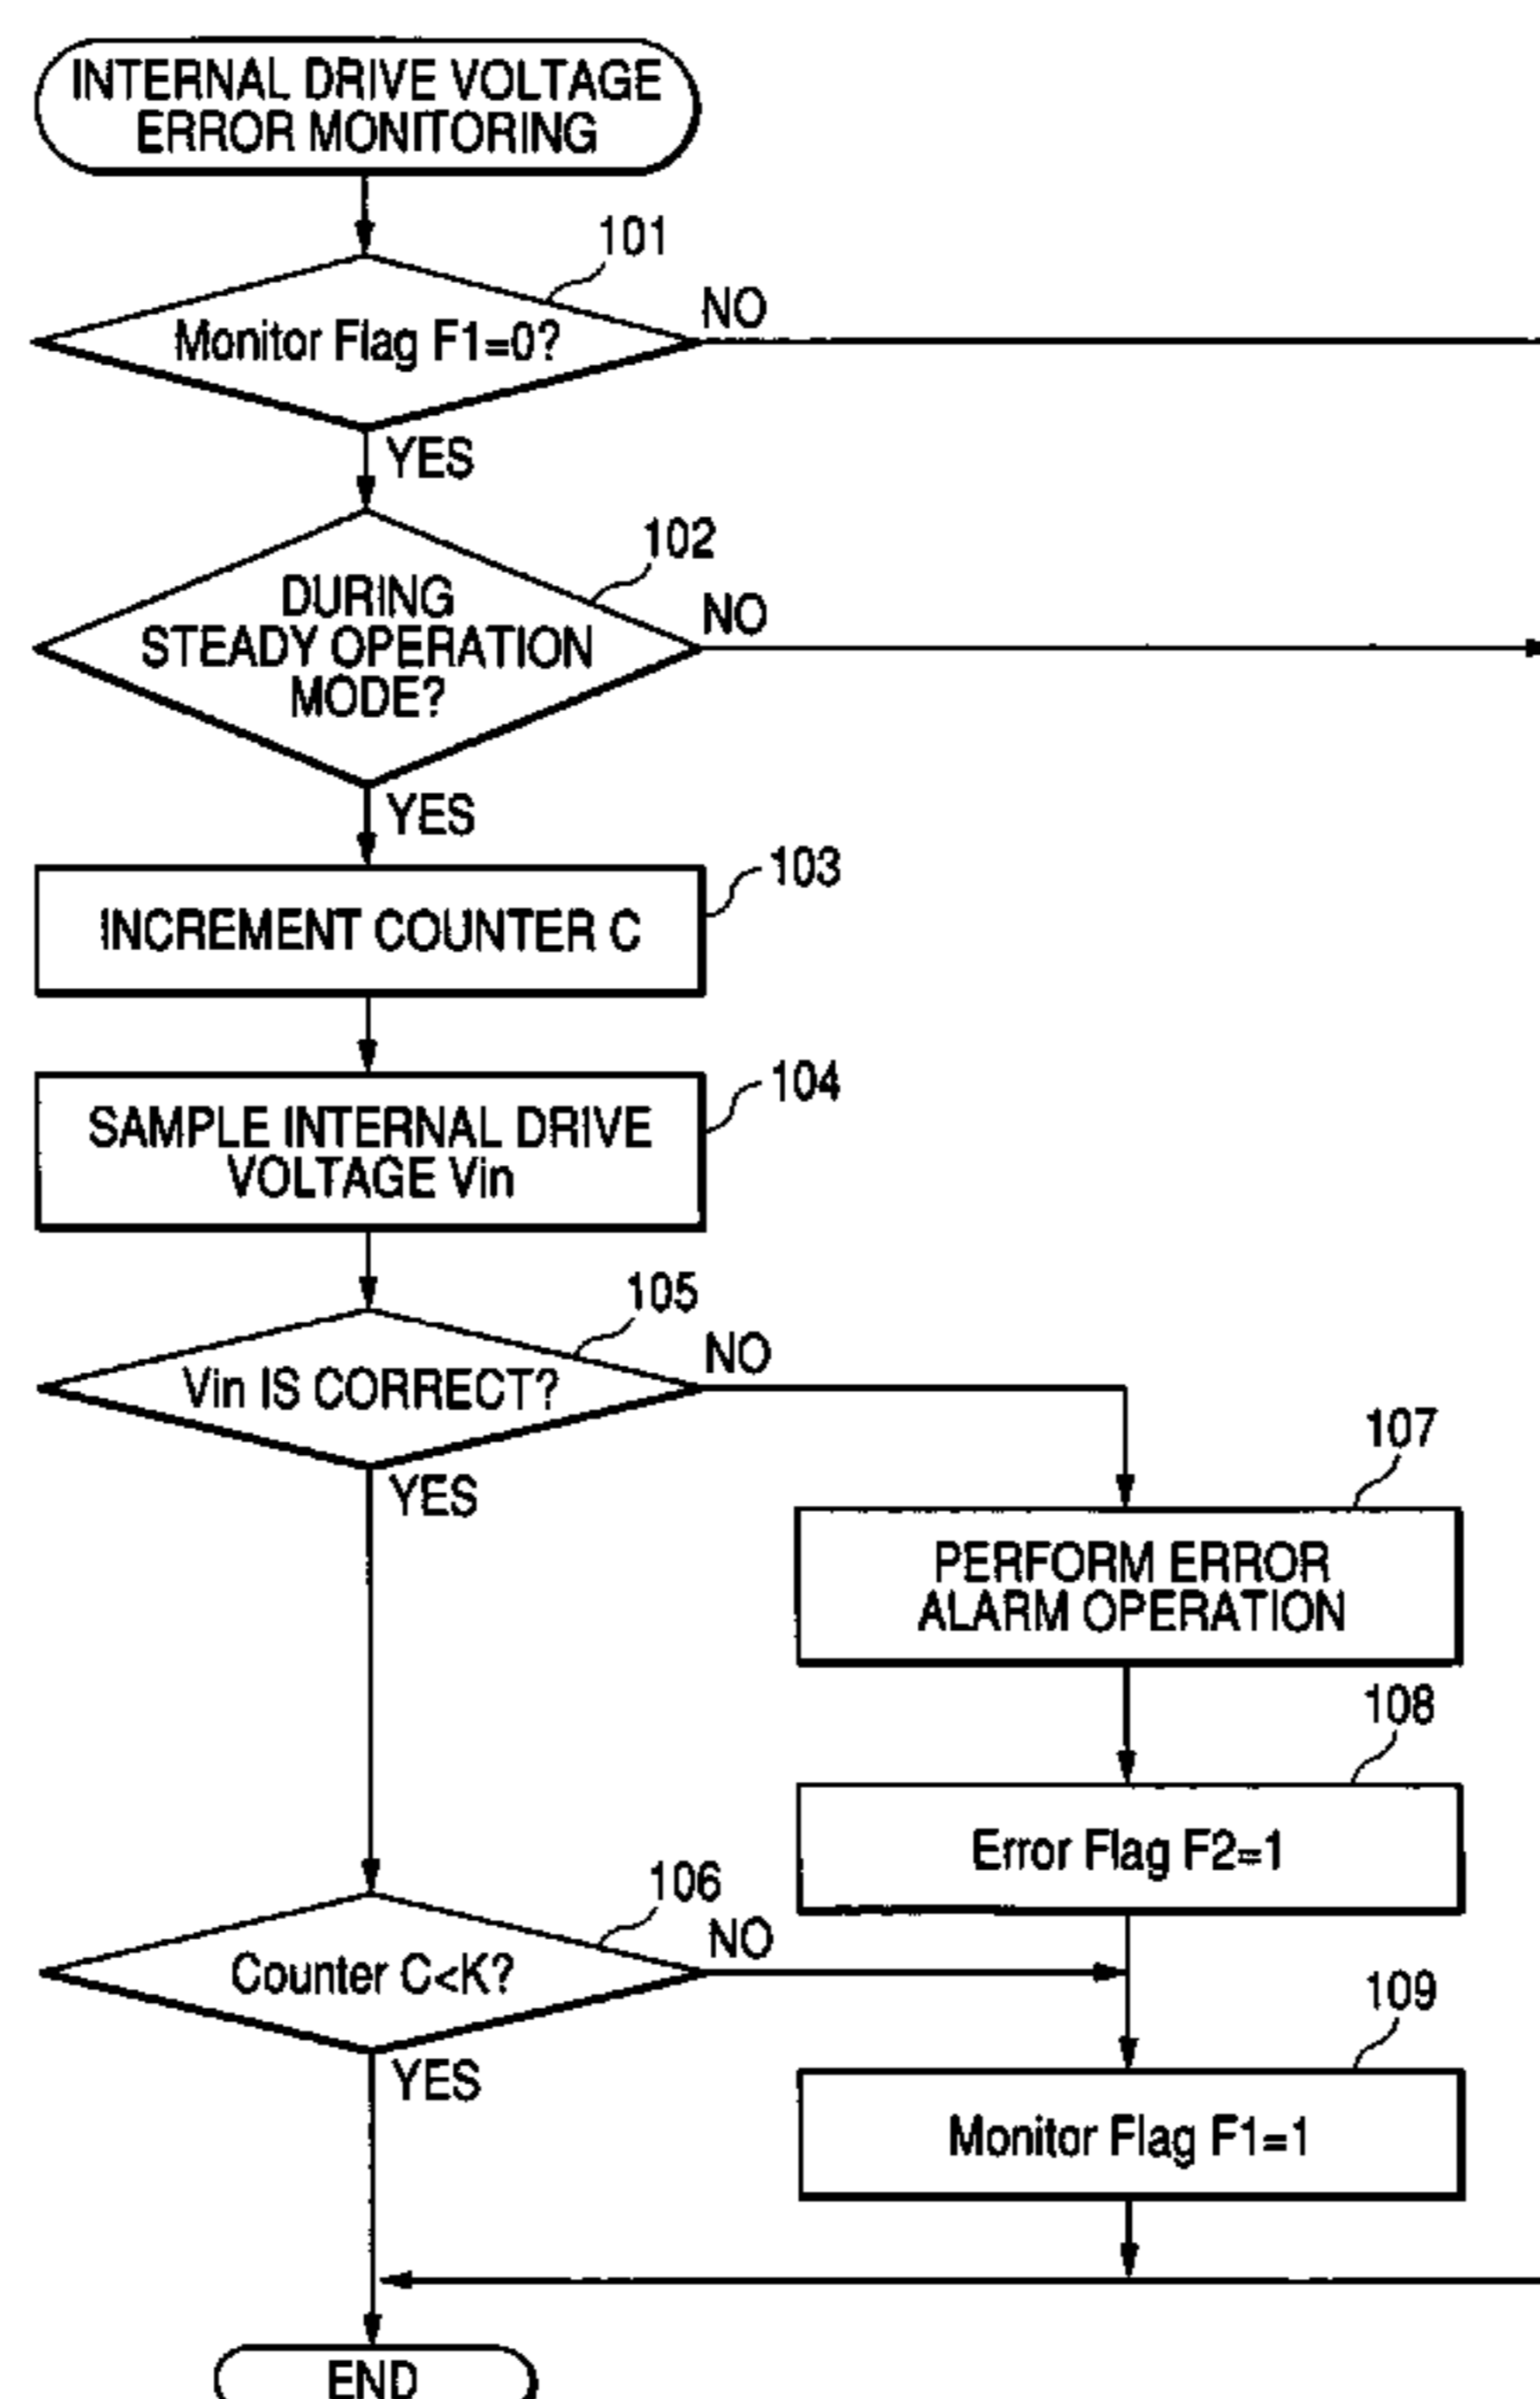 INTERNAL DRIVE VOLTAGE
ERROR MONITORING
101
Monitor Flag F1=0?
NO
YES
102
DURING
STEADY OPERATION
MODE?
NO
YES
103
INCREMENT COUNTER C
104
SAMPLE INTERNAL DRIVE
VOLTAGE Vin
105
Vin IS CORRECT?
NO
YES
107
PERFORM ERROR
ALARM OPERATION
108
Error Flag F2=1
106
Counter C<K?
NO
YES
109
Monitor Flag F1=1
END